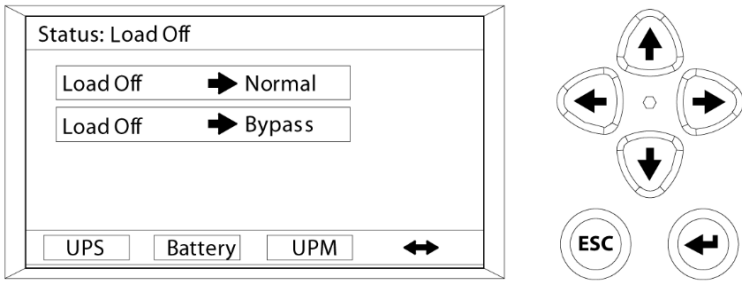 Status: Load Off
Load Off Normal
Load Off Bypass
UPS Battery UPM
ESC